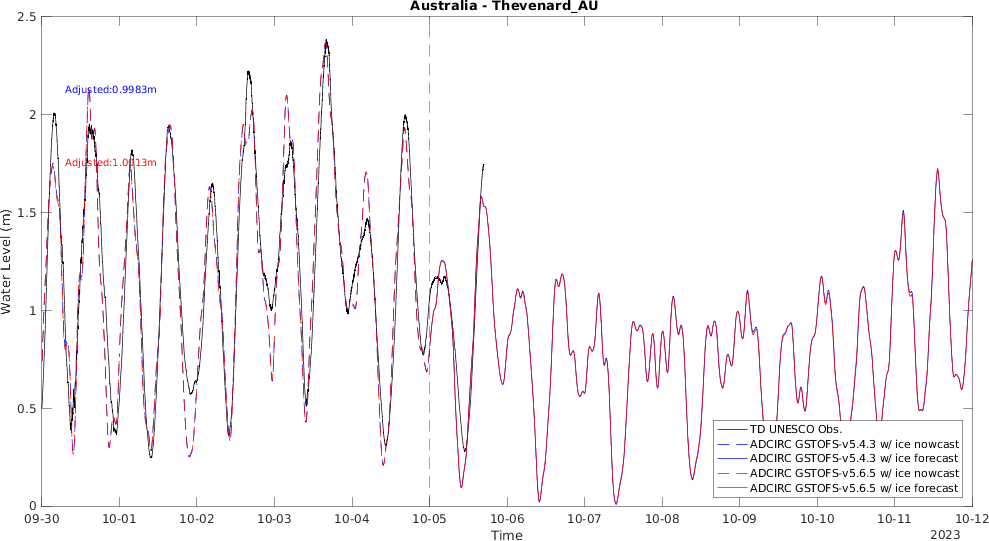 Australia - Thevenard_AU
2.5
2
1.5
1
0.5
0
Water Level (m)
Adjusted:0.9983m
Adjusted:1.0013m
TD UNESCO Obs.
ADCIRC GSTOFS-v5.4.3 w/ ice nowcast
ADCIRC GSTOFS-v5.4.3 w/ ice forecast
ADCIRC GSTOFS-v5.6.5 w/ ice nowcast
ADCIRC GSTOFS-v5.6.5 w/ ice forecast
09-30 10-01 10-02 10-03 10-04 10-05 10-06 10-07 10-08 10-09 10-10 10-11 10-12
Time
2023